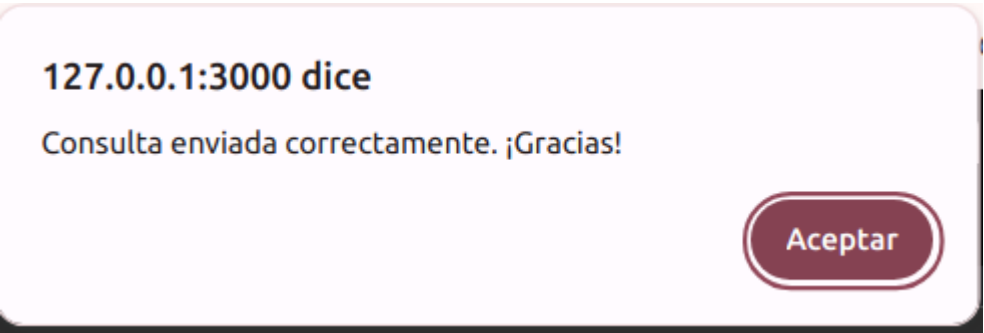 127.0.0.1:3000 dice
Consulta enviada correctamente. ¡Gracias!
Aceptar